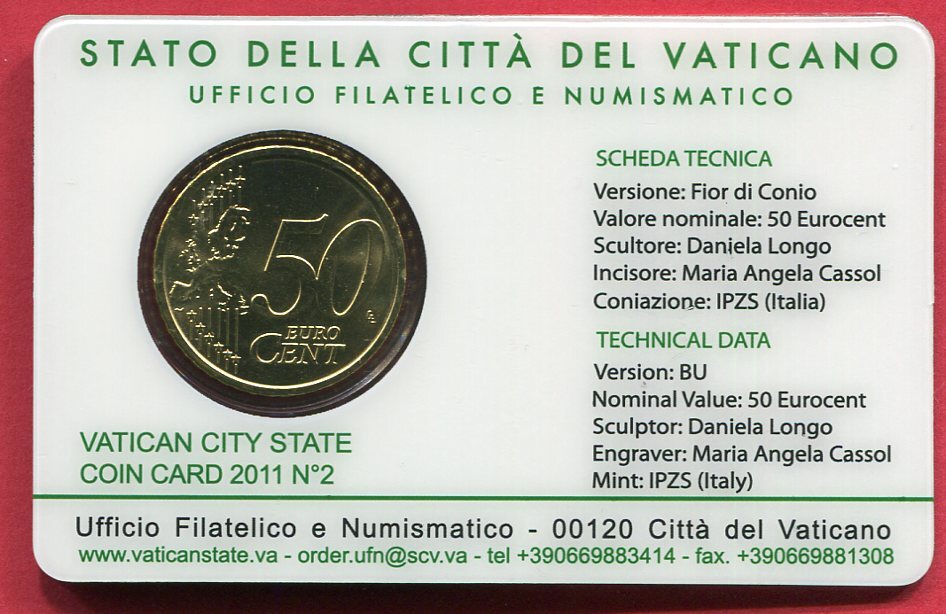 STATO DELLA CITTÀ DEL VATICANO
UFFICIO FILATELICO E NUMISMATICO
50
EURO
CENT
VATICAN CITY STATE
COIN CARD 2011 N°2
SCHEDA TECNICA
Versione: Fior di Conio
Valore nominale: 50 Eurocent
Scultore: Daniela Longo
Incisore: Maria Angela Cassol
Coniazione: IPZS (Italia)
TECHNICAL DATA
Version: BU
Nominal Value: 50 Eurocent
Sculptor: Daniela Longo
Engraver: Maria Angela Cassol
Mint: IPZS (Italy)
Ufficio Filatelico e Numismatico - 00120 Città del Vaticano
www.vaticanstate.va - order.ufn@scv.va - tel +390669883414 - fax. +390669881308